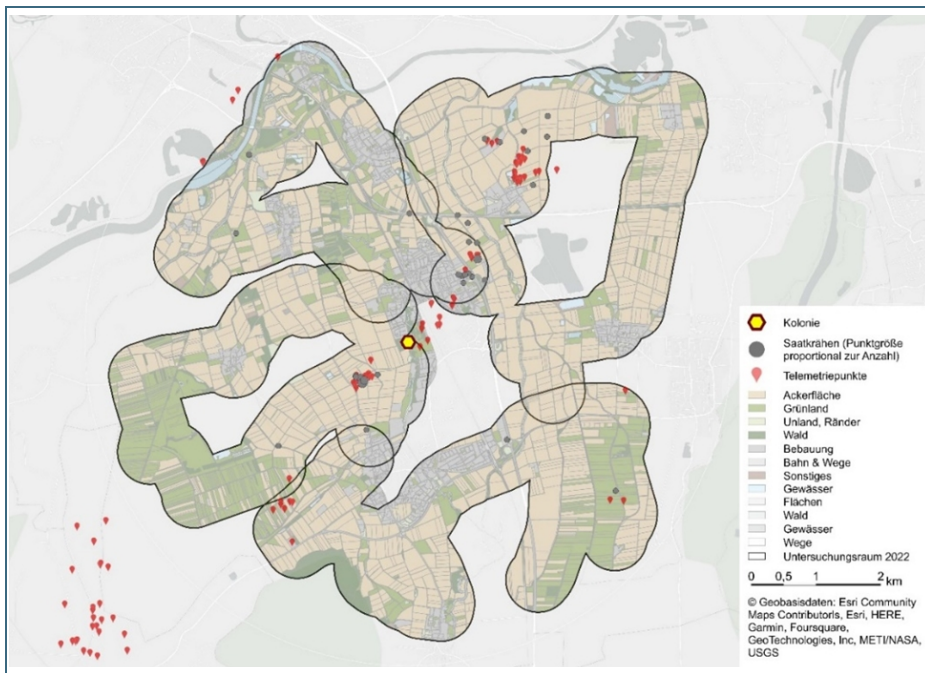 Kolonie
Saatkrähen (Punktgröße
proportional zur Anzahl)
Telemetriepunkte
Ackerfläche
Grünland
Unland, Ränder
Wald
Bebauung
Bahn & Wege
Sonstiges
Gewässer
Flächen
Wald
Gewässer
Wege
Untersuchungsraum 2022
0 0,5 1 2
km
© Geobasisdaten: Esri Community
Maps Contributorls, Esri, HERE,
Garmin, Foursquare,
GeoTechnologies, Inc, METI/NASA,
USGS